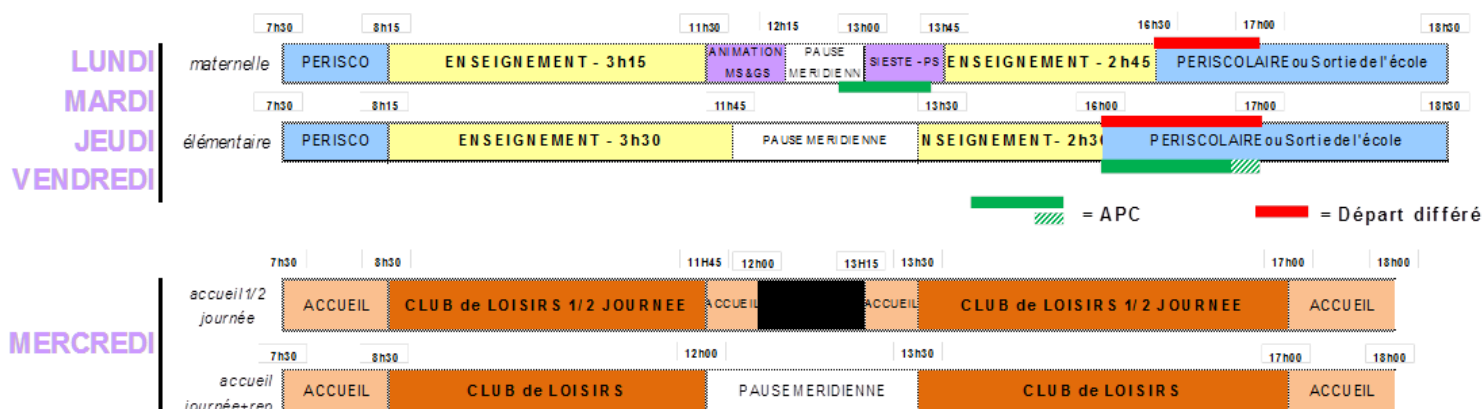 7h30 8h15 11h30 12h15 13h00 13h45 16h30 17h00 18h30
LUNDI
MARDI
JEUDI
VENDREDI
maternelle PERISCO ENSEIGNEMENT - 3h15 ANIMATION PAUSE SIESTE -PS ENSEIGNEMENT - 2h45 PERISCOLAIRE ou Sortie de l'école
MS&GS MERIDIENN
7h30 8h15 11h45 13h30 16h00 17h00 18h30
élémentaire PERISCO ENSEIGNEMENT - 3h30 PAUSE MERIDIENNE NSEIGNEMENT- 2h30 PERISCOLAIRE ou Sortie de l'école
= APC = Départ différé
7h30 8h30 11H45 12h00 13H15 13h30 17h00 18h00
MERCREDI
accueil 1/2 ACCUEIL CLUB de LOISIRS 1/2 JOURNEE ACCUEIL ACCUEIL CLUB de LOISIRS 1/2 JOURNEE ACCUEIL
journée
7h30 8h30 12h00 13h30 17h00 18h00
accueil ACCUEIL CLUB de LOISIRS PAUSE MERIDIENNE CLUB de LOISIRS ACCUEIL
journée+rep